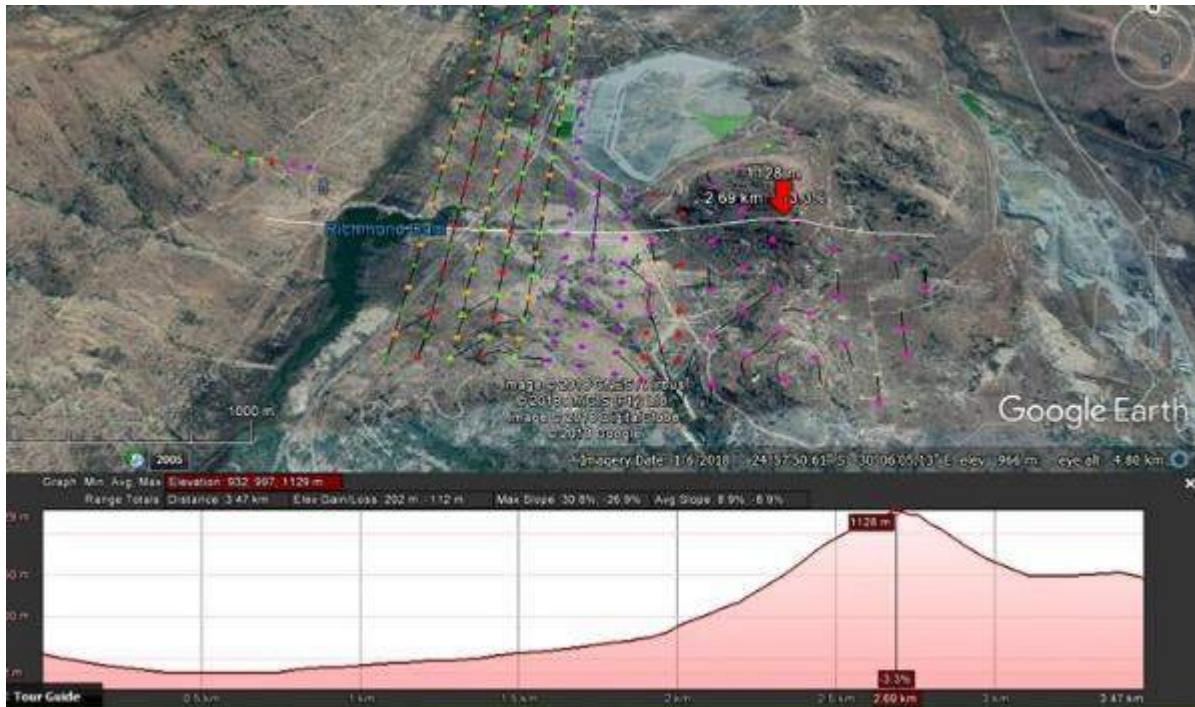 1128 m
2.69 km -3.3%
Richmond Dam
1000 m
Google Earth
2005
Imagery Date: 1/6/2018 24°57'50.61" S 30°06'05.13" E elev 966 m eye alt 4.80 km
Graph: Min, Avg, Max Elevation: 932, 997, 1129 m
Range Totals: Distance: 3.47 km Elev Gain/Loss: 202 m, -112 m Max Slope: 30.8%, -26.9% Avg Slope: 8.9%, -8.9%
1128 m
-3.3%
Tour Guide 0.5 km 1 km 1.5 km 2 km 2.5 km 2.69 km 3 km 3.47 km